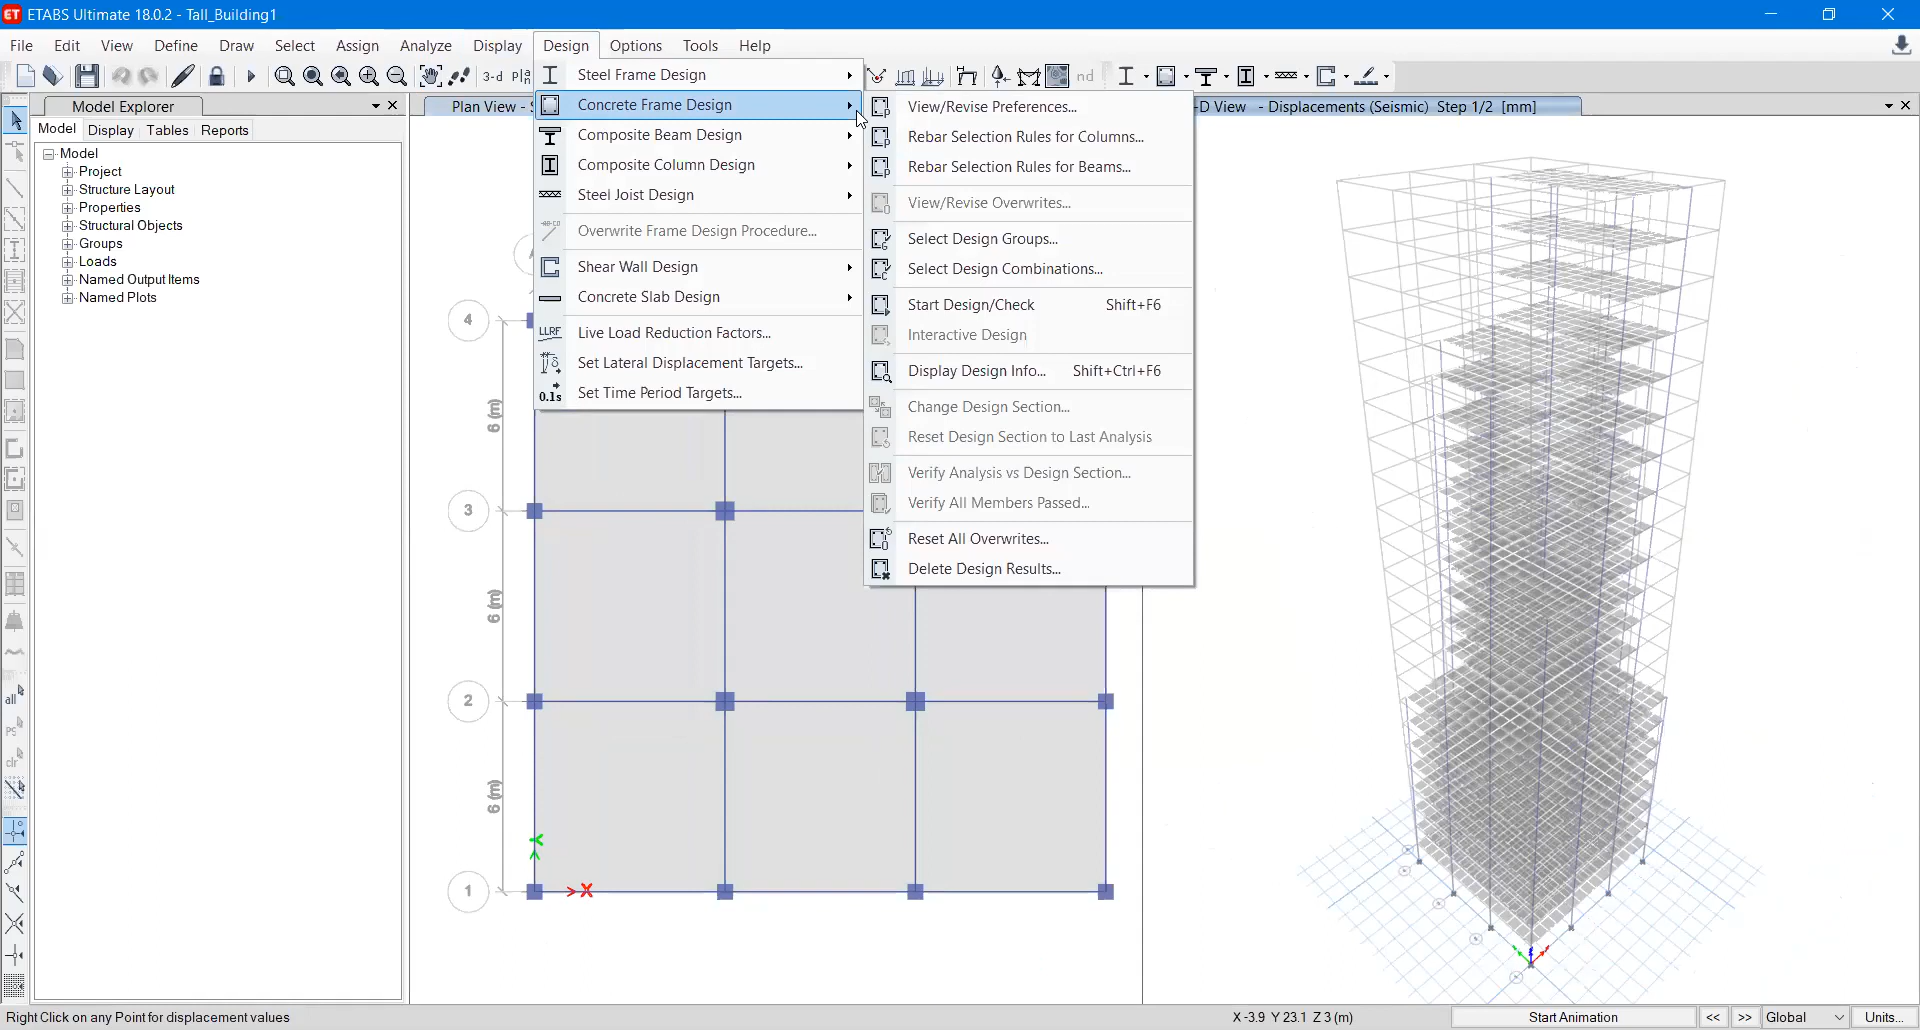 ETABS Ultimate 18.0.2 - Tall_Building1
File Edit View Define Draw Select Assign Analyze Display Design Options Tools Help
3-d
nd
Model Explorer
Model Display Tables Reports
Model
Project
Structure Layout
Properties
Structural Objects
Groups
Loads
Named Output Items
Named Plots
all
PS
clr
Plan View -
Steel Frame Design
Concrete Frame Design
Composite Beam Design
Composite Column Design
Steel Joist Design
Overwrite Frame Design Procedure...
Shear Wall Design
Concrete Slab Design
LLRF Live Load Reduction Factors...
Set Lateral Displacement Targets...
0.1s Set Time Period Targets...
View/Revise Preferences...
Rebar Selection Rules for Columns...
Rebar Selection Rules for Beams...
View/Revise Overwrites...
Select Design Groups...
Select Design Combinations...
Start Design/Check Shift+F6
Interactive Design
Display Design Info... Shift+Ctrl+F6
Change Design Section...
Reset Design Section to Last Analysis
Verify Analysis vs Design Section...
Verify All Members Passed...
Reset All Overwrites...
Delete Design Results...
-D View - Displacements (Seismic) Step 1/2 [mm]
4
6 (m)
3
6 (m)
2
6 (m)
1
X
Y
Right Click on any Point for displacement values
X -3.9 Y 23.1 Z 3 (m)
Start Animation
<<
>>
Global
Units...